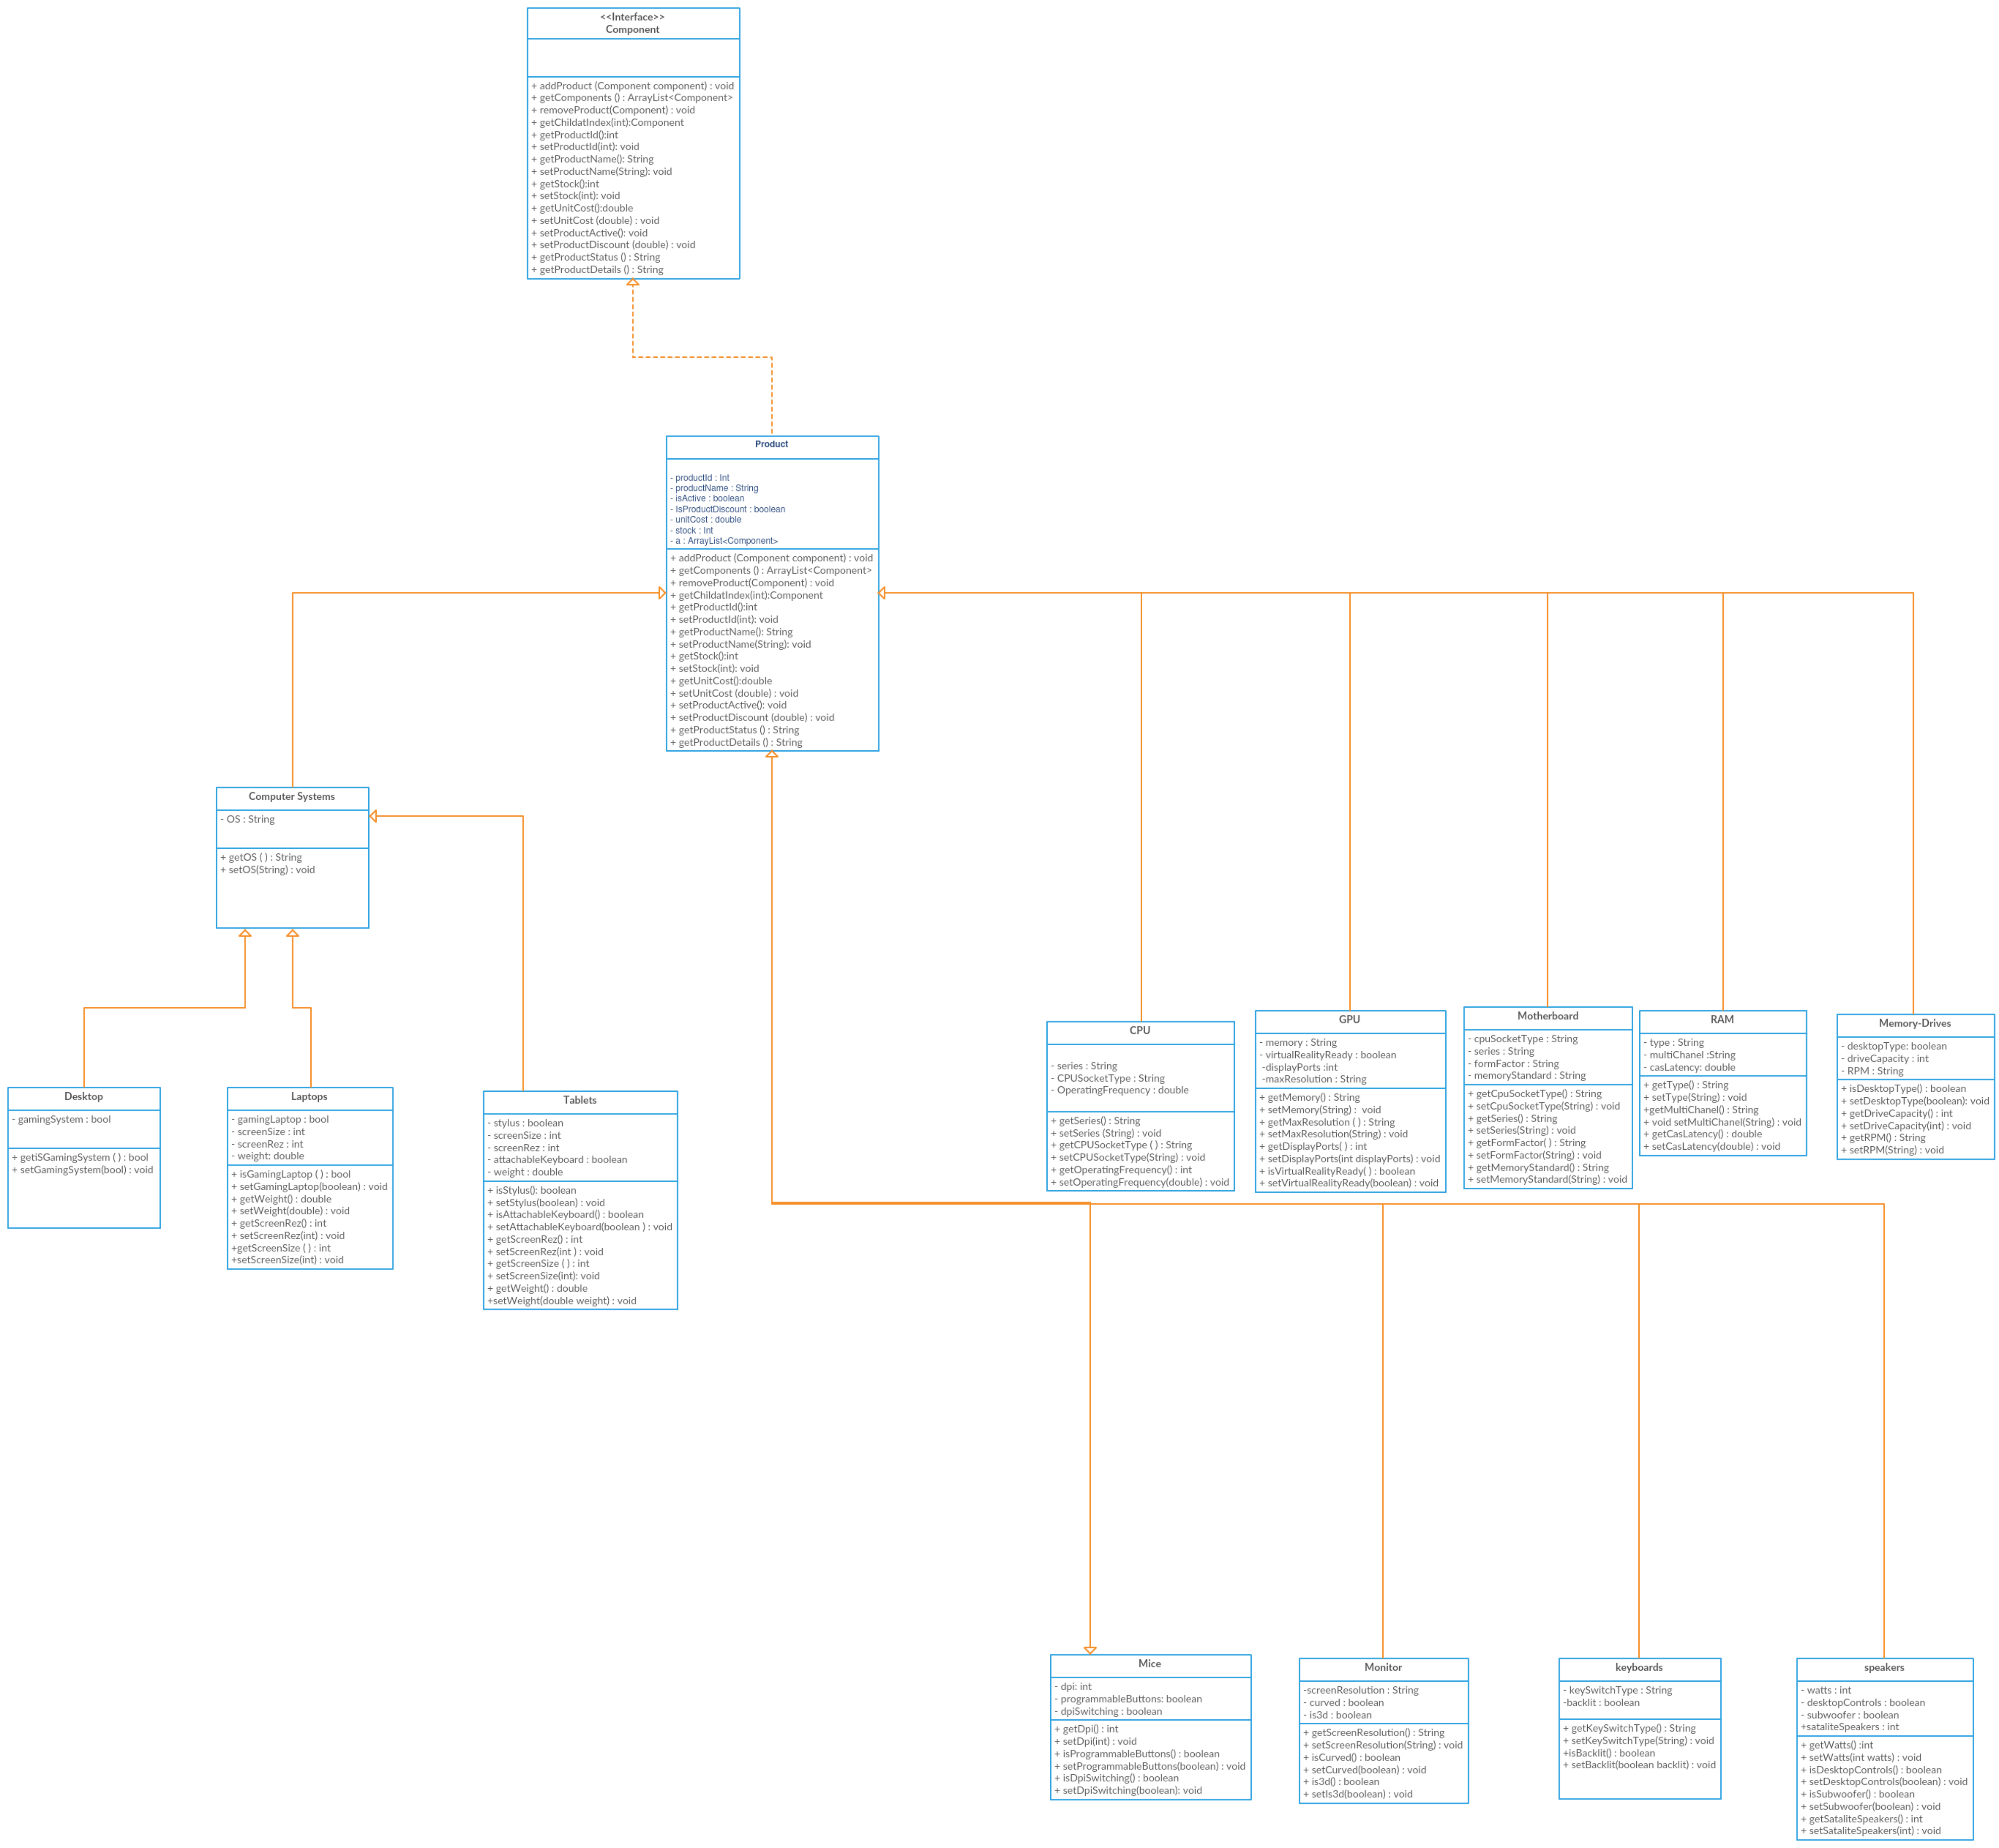 <<Interface>>
Component
+ addProduct (Component component) : void
+ getComponents () : ArrayList<Component>
+ removeProduct(Component) : void
+ getChildatIndex(int):Component
+ getProductId():int
+ setProductId(int): void
+ getProductName(): String
+ setProductName(String): void
+ getStock():int
+ setStock(int): void
+ getUnitCost():double
+ setUnitCost (double) : void
+ setProductActive(): void
+ setProductDiscount (double) : void
+ getProductStatus () : String
+ getProductDetails () : String
Product
- productId : Int
- productName : String
- isActive : boolean
- IsProductDiscount : boolean
- unitCost : double
- stock : Int
- a : ArrayList<Component>
+ addProduct (Component component) : void
+ getComponents () : ArrayList<Component>
+ removeProduct(Component) : void
+ getChildatIndex(int):Component
+ getProductId():int
+ setProductId(int): void
+ getProductName(): String
+ setProductName(String): void
+ getStock():int
+ setStock(int): void
+ getUnitCost():double
+ setUnitCost (double) : void
+ setProductActive(): void
+ setProductDiscount (double) : void
+ getProductStatus () : String
+ getProductDetails () : String
Computer Systems
- OS : String
+ getOS ( ) : String
+ setOS(String) : void
Desktop
- gamingSystem : bool
+ getiSGamingSystem ( ) : bool
+ setGamingSystem(bool) : void
Laptops
- gamingLaptop : bool
- screenSize : int
- screenRez : int
- weight: double
+ isGamingLaptop ( ) : bool
+ setGamingLaptop(boolean) : void
+ getWeight() : double
+ setWeight(double) : void
+ getScreenRez() : int
+ setScreenRez(int) : void
+getScreenSize ( ) : int
+setScreenSize(int) : void
Tablets
- stylus : boolean
- screenSize : int
- screenRez : int
- attachableKeyboard : boolean
- weight : double
+ isStylus(): boolean
+ setStylus(boolean) : void
+ isAttachableKeyboard() : boolean
+ setAttachableKeyboard(boolean ) : void
+ getScreenRez() : int
+ setScreenRez(int ) : void
+ getScreenSize ( ) : int
+ setScreenSize(int): void
+ getWeight() : double
+setWeight(double weight) : void
CPU
- series : String
- CPUSocketType : String
- OperatingFrequency : double
+ getSeries() : String
+ setSeries (String) : void
+ getCPUSocketType ( ) : String
+ setCPUSocketType(String) : void
+ getOperatingFrequency() : int
+ setOperatingFrequency(double) : void
GPU
- memory : String
- virtualRealityReady : boolean
-displayPorts :int
-maxResolution : String
+ getMemory() : String
+ setMemory(String) :  void
+ getMaxResolution ( ) : String
+ setMaxResolution(String) : void
+ getDisplayPorts( ) : int
+ setDisplayPorts(int displayPorts) : void
+ isVirtualRealityReady( ) : boolean
+ setVirtualRealityReady(boolean) : void
Motherboard
- cpuSocketType : String
- series : String
- formFactor : String
- memoryStandard : String
+ getCpuSocketType() : String
+ setCpuSocketType(String) : void
+ getSeries() : String
+ setSeries(String) : void
+ getFormFactor( ) : String
+ setFormFactor(String) : void
+ getMemoryStandard() : String
+ setMemoryStandard(String) : void
RAM
- type : String
- multiChanel :String
- casLatency: double
+ getType() : String
+ setType(String) : void
+getMultiChanel() : String
+ void setMultiChanel(String) : void
+ getCasLatency() : double
+ setCasLatency(double) : void
Memory-Drives
- desktopType: boolean
- driveCapacity : int
- RPM : String
+ isDesktopType() : boolean
+ setDesktopType(boolean): void
+ getDriveCapacity() : int
+ setDriveCapacity(int) : void
+ getRPM() : String
+ setRPM(String) : void
Mice
- dpi: int
- programmableButtons: boolean
- dpiSwitching : boolean
+ getDpi() : int
+ setDpi(int) : void
+ isProgrammableButtons() : boolean
+ setProgrammableButtons(boolean) : void
+ isDpiSwitching() : boolean
+ setDpiSwitching(boolean): void
Monitor
-screenResolution : String
- curved : boolean
- is3d : boolean
+ getScreenResolution() : String
+ setScreenResolution(String) : void
+ isCurved() : boolean
+ setCurved(boolean) : void
+ is3d() : boolean
+ setIs3d(boolean) : void
keyboards
- keySwitchType : String
-backlit : boolean
+ getKeySwitchType() : String
+ setKeySwitchType(String) : void
+isBacklit() : boolean
+ setBacklit(boolean backlit) : void
speakers
- watts : int
- desktopControls : boolean
- subwoofer : boolean
+sataliteSpeakers : int
+ getWatts() :int
+ setWatts(int watts) : void
+ isDesktopControls() : boolean
+ setDesktopControls(boolean) : void
+ isSubwoofer() : boolean
+ setSubwoofer(boolean) : void
+ getSataliteSpeakers() : int
+ setSataliteSpeakers(int) : void